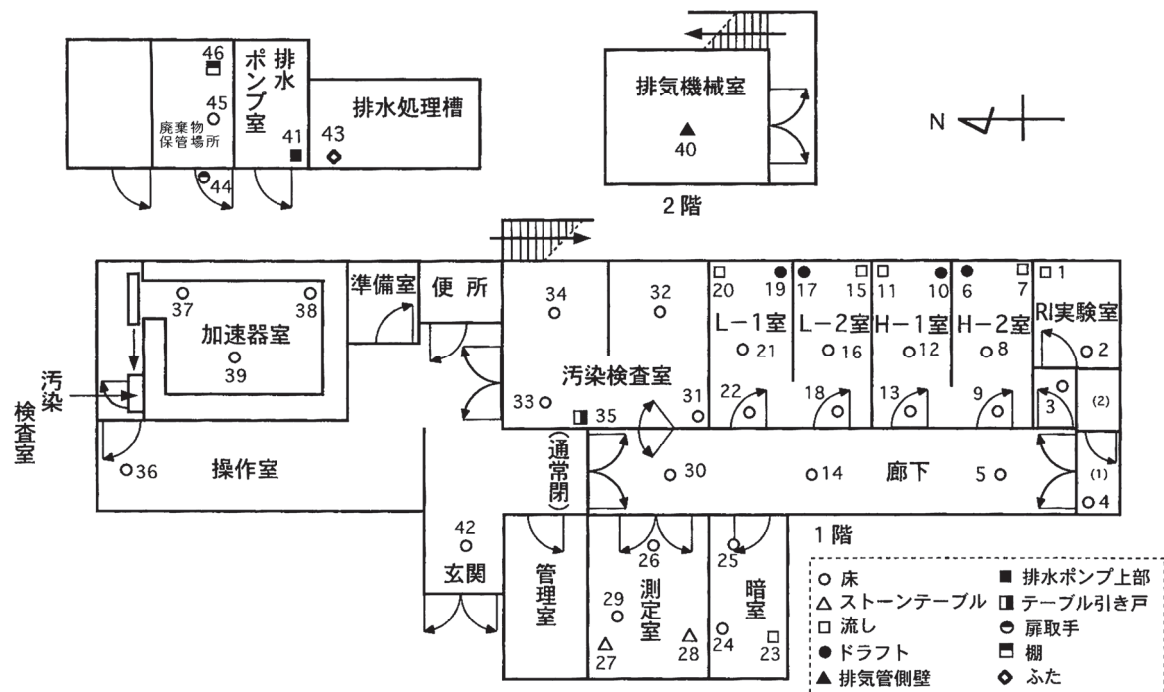 46
45
廃棄物
保管場所
排水
ポンプ室
41
44
43
排水処理槽
排気機械室
40
2階
N
汚染
検査室
37
38
加速器室
39
36
操作室
準備室
便所
34
32
33
35
31
汚染検査室
20
19
L－1室
21
22
17
15
L－2室
16
18
11
10
H－1室
12
13
6
7
H－2室
8
9
1
RI実験室
2
3
(2)
(1)
4
(通常閉)
30
14
廊下
5
1階
42
玄関
管理室
26
29
測定室
27
28
25
暗室
24
23
床
ストーンテーブル
流し
ドラフト
排気管側壁
排水ポンプ上部
テーブル引き戸
扉取手
棚
ふた